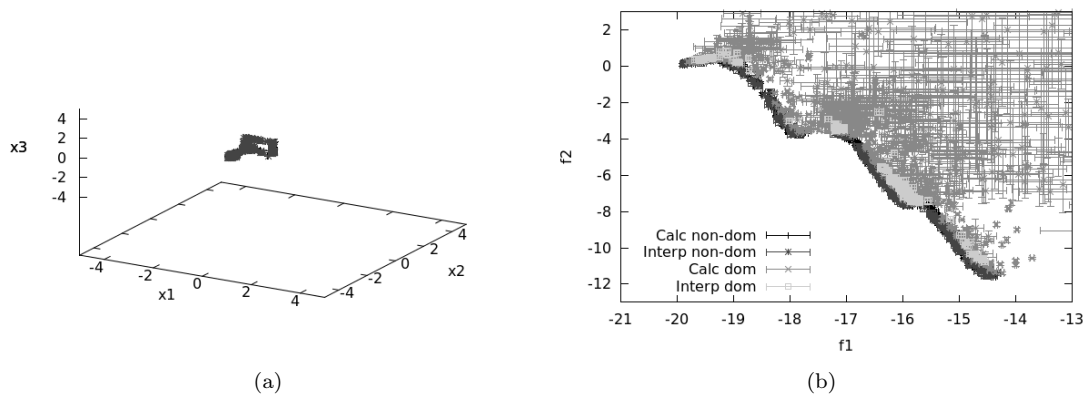 4
2
0
-2
-4
x3
-4
-2
0
2
4
x1
-4
-2
0
2
4
x2
(a)
2
0
-2
-4
-6
-8
-10
-12
f2
Calc non-dom
Interp non-dom
Calc dom
Interp dom
-21 -20 -19 -18 -17 -16 -15 -14 -13
f1
(b)